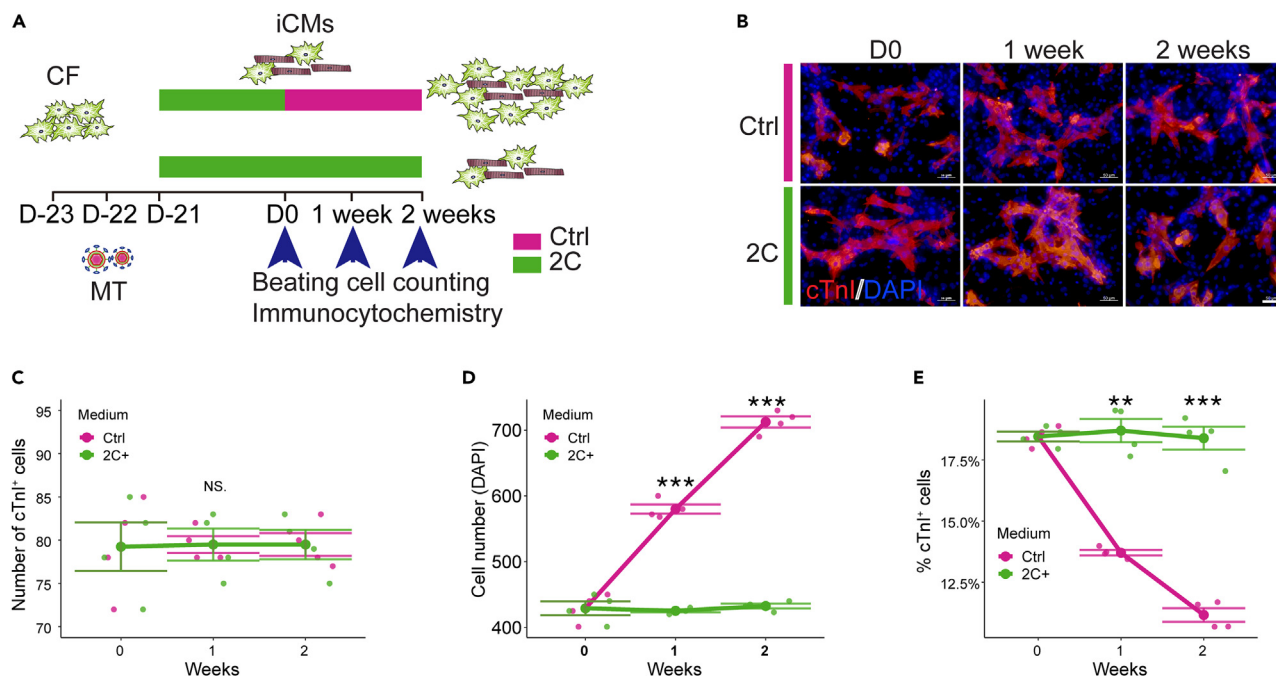 A
iCMs
CF
D-23 D-22 D-21 D0 1 week 2 weeks
MT
Beating cell counting
Immunocytochemistry
Ctrl
2C
B
D0 1 week 2 weeks
Ctrl
2C
cTnI/DAPI
C
Number of cTnI⁺ cells
95
90
85
80
75
70
Medium
Ctrl
2C+
NS.
0 1 2
Weeks
D
Cell number (DAPI)
700
600
500
400
Medium
Ctrl
2C+
***
***
0 1 2
Weeks
E
% cTnI⁺ cells
17.5%
15.0%
12.5%
** ***
Medium
Ctrl
2C+
0 1 2
Weeks